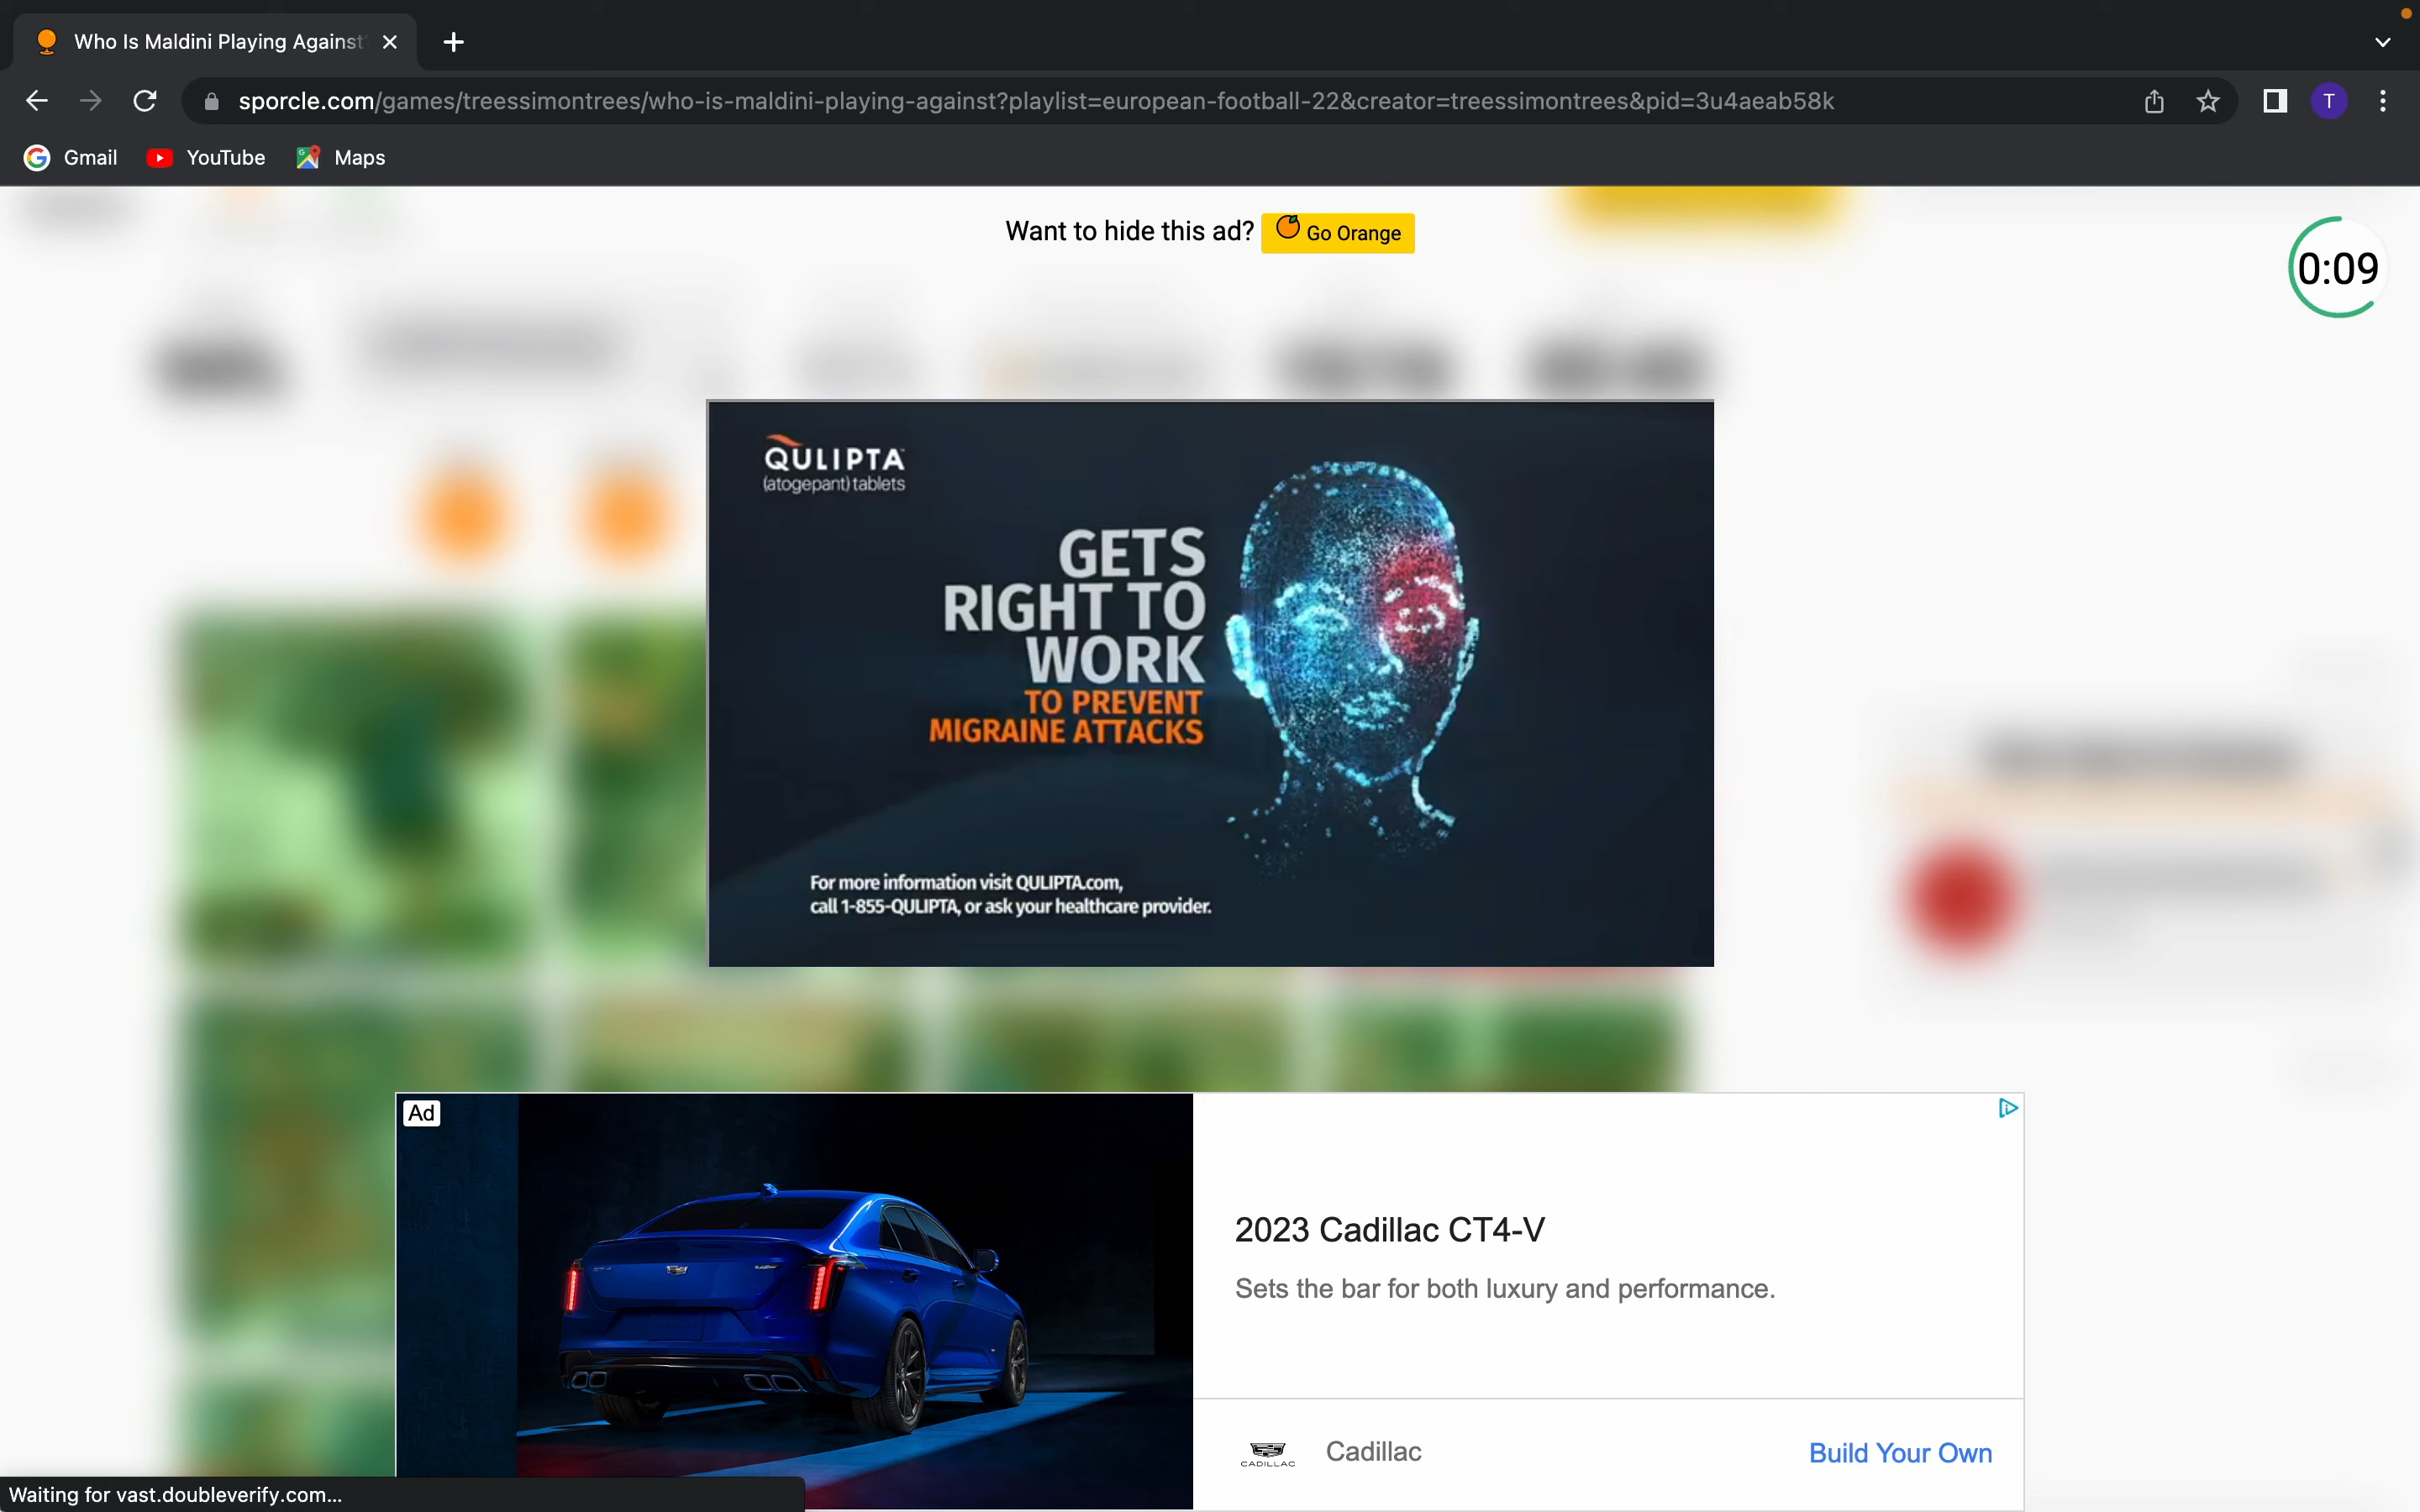 Who Is Maldini Playing Against
sporcle.com/games/treessimontrees/who-is-maldini-playing-against?playlist=european-football-22&creator=treessimontrees&pid=3u4aeab58k
T
Gmail
YouTube
Maps
Want to hide this ad? Go Orange
0:09
QULIPTA
(atogepant) tablets
GETS
RIGHT TO
WORK
TO PREVENT
MIGRAINE ATTACKS
For more information visit QULIPTA.com,
call 1-855-QULIPTA, or ask your healthcare provider.
Ad
2023 Cadillac CT4-V
Sets the bar for both luxury and performance.
CADILLAC
Cadillac
Build Your Own
Waiting for vast.doubleverify.com...